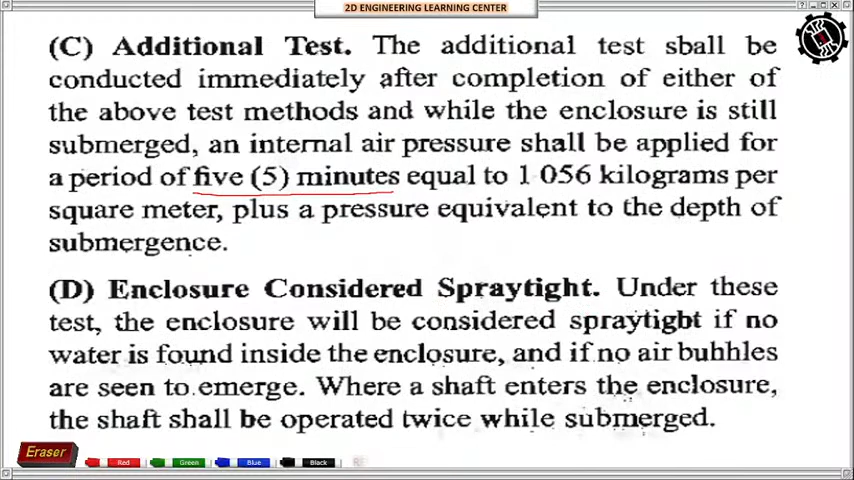 2D ENGINEERING LEARNING CENTER
(C) Additional Test. The additional test sball be
conducted immediately after completion of either of
the above test methods and while the enclosure is still
submerged, an internal air pressure shall be applied for
a period of five (5) minutes equal to 1 056 kilograms per
square meter, plus a pressure equivalent to the depth of
submergence.
(D) Enclosure Considered Spraytight. Under these
test, the enclosure will be considered spraytigbt if no
water is found inside the enclosure, and if no air buhhles
are seen to emerge. Where a shaft enters the enclosure,
the shaft shall be operated twice while submerged.
Eraser
Red Green Blue Black